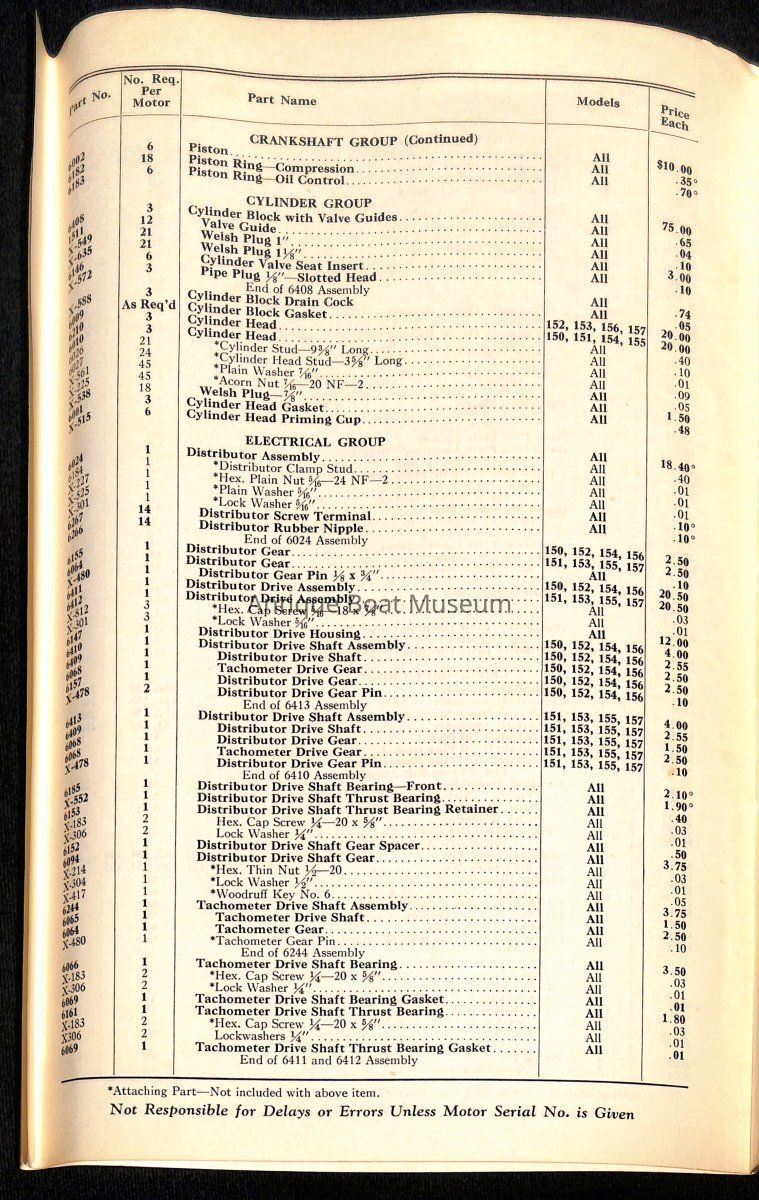 Part No. No. Req. Per Motor Part Name Models Price Each
CRANKSHAFT GROUP (Continued)
6002 6 Piston All $10.00
6182 18 Piston Ring—Compression All .35°
6183 6 Piston Ring—Oil Control All .70°
CYLINDER GROUP
6408 3 Cylinder Block with Valve Guides All 75.00
1511 12 Valve Guide All .65
X-549 21 Welsh Plug 1" All .04
X-635 21 Welsh Plug 1⅛" All .10
6146 6 Cylinder Valve Seat Insert All 3.00
X-572 3 Pipe Plug ⅛"—Slotted Head All .10
End of 6408 Assembly
X-588 3 Cylinder Block Drain Cock All .74
6009 As Req'd Cylinder Block Gasket All .05
3 Cylinder Head 152, 153, 156, 157 20.00
6010 3 Cylinder Head 150, 151, 154, 155 20.00
6026 21 *Cylinder Stud—9⅜" Long All .40
6027 24 *Cylinder Head Stud—3⅝" Long All .10
X-561 45 *Plain Washer 7/16" All .01
X-225 45 *Acorn Nut 7/16—20 NF—2 All .09
X-538 18 Welsh Plug—⅞" All .05
6001 3 Cylinder Head Gasket All 1.50
X-515 6 Cylinder Head Priming Cup All .48
ELECTRICAL GROUP
6024 1 Distributor Assembly All 18.40°
6184 1 *Distributor Clamp Stud All .40
X-227 1 *Hex. Plain Nut 5/16—24 NF—2 All .01
X-525 1 *Plain Washer 5/16" All .01
X-301 1 *Lock Washer 5/16" All .01
6267 14 Distributor Screw Terminal All .10°
6266 14 Distributor Rubber Nipple All .10°
End of 6024 Assembly
6155 1 Distributor Gear 150, 152, 154, 156 2.50
6064 1 Distributor Gear 151, 153, 155, 157 2.50
X-480 1 Distributor Gear Pin ⅛ x ¾" All .10
6411 1 Distributor Drive Assembly 150, 152, 154, 156 20.50
6412 1 Distributor Drive Assembly 151, 153, 155, 157 20.50
X-812 3 *Hex. Cap Screw 5/16—18 x ⅞" All .03
X-301 3 *Lock Washer 5/16" All .01
6147 1 Distributor Drive Housing All 12.00
6410 1 Distributor Drive Shaft Assembly 150, 152, 154, 156 4.00
6409 1 Distributor Drive Shaft 150, 152, 154, 156 2.55
6068 1 Tachometer Drive Gear 150, 152, 154, 156 2.50
6157 1 Distributor Drive Gear 150, 152, 154, 156 2.50
X-478 2 Distributor Drive Gear Pin 150, 152, 154, 156 .10
End of 6413 Assembly
6413 1 Distributor Drive Shaft Assembly 151, 153, 155, 157 4.00
6409 1 Distributor Drive Shaft 151, 153, 155, 157 2.55
6068 1 Distributor Drive Gear 151, 153, 155, 157 1.50
6068 1 Tachometer Drive Gear 151, 153, 155, 157 2.50
X-478 1 Distributor Drive Gear Pin 151, 153, 155, 157 .10
End of 6410 Assembly
6185 1 Distributor Drive Shaft Bearing—Front All 2.10°
X-552 1 Distributor Drive Shaft Thrust Bearing All 1.90°
6153 1 Distributor Drive Shaft Thrust Bearing Retainer All .40
X-183 2 Hex. Cap Screw ¼—20 x ⅝" All .03
X-306 2 Lock Washer ¼" All .01
6152 1 Distributor Drive Shaft Gear Spacer All .50
6094 1 Distributor Drive Shaft Gear All 3.75
X-214 1 *Hex. Thin Nut ½—20 All .03
X-304 1 *Lock Washer ½" All .01
X-417 1 *Woodruff Key No. 6 All .05
6244 1 Tachometer Drive Shaft Assembly All 3.75
6065 1 Tachometer Drive Shaft All 1.50
6064 1 Tachometer Gear All 2.50
X-480 1 *Tachometer Gear Pin All .10
End of 6244 Assembly
6066 1 Tachometer Drive Shaft Bearing All 3.50
X-183 2 *Hex. Cap Screw ¼—20 x ⅝" All .03
X-306 2 *Lock Washer ¼" All .01
6069 1 Tachometer Drive Shaft Bearing Gasket All .01
6161 1 Tachometer Drive Shaft Thrust Bearing All 1.80
X-183 2 *Hex. Cap Screw ¼—20 x ⅝" All .03
X306 2 Lockwashers ¼" All .01
6069 1 Tachometer Drive Shaft Thrust Bearing Gasket All .01
End of 6411 and 6412 Assembly
*Attaching Part—Not included with above item.
Not Responsible for Delays or Errors Unless Motor Serial No. is Given
Antique Boat Museum